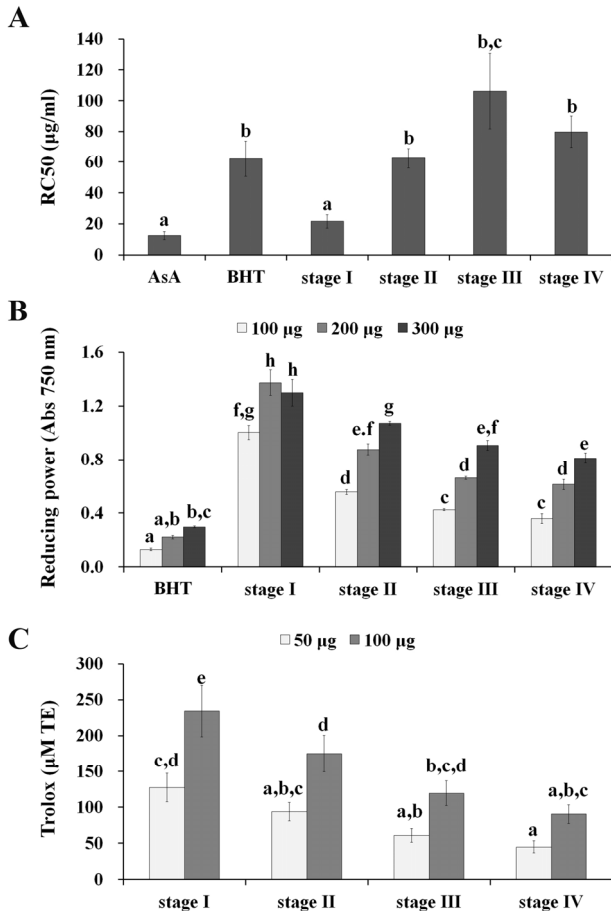 A
140
120
100
80
60
40
20
0
RC50 (µg/ml)
a
b
a
b
b,c
b
AsA
BHT
stage I
stage II
stage III
stage IV
B
100 µg
200 µg
300 µg
1.6
1.2
0.8
0.4
0.0
Reducing power (Abs 750 nm)
a
a,b
b,c
f,g
h
h
d
e.f
g
c
d
e,f
c
d
e
BHT
stage I
stage II
stage III
stage IV
C
50 µg
100 µg
300
250
200
150
100
50
0
Trolox (µM TE)
c,d
e
a,b,c
d
a,b
b,c,d
a
a,b,c
stage I
stage II
stage III
stage IV